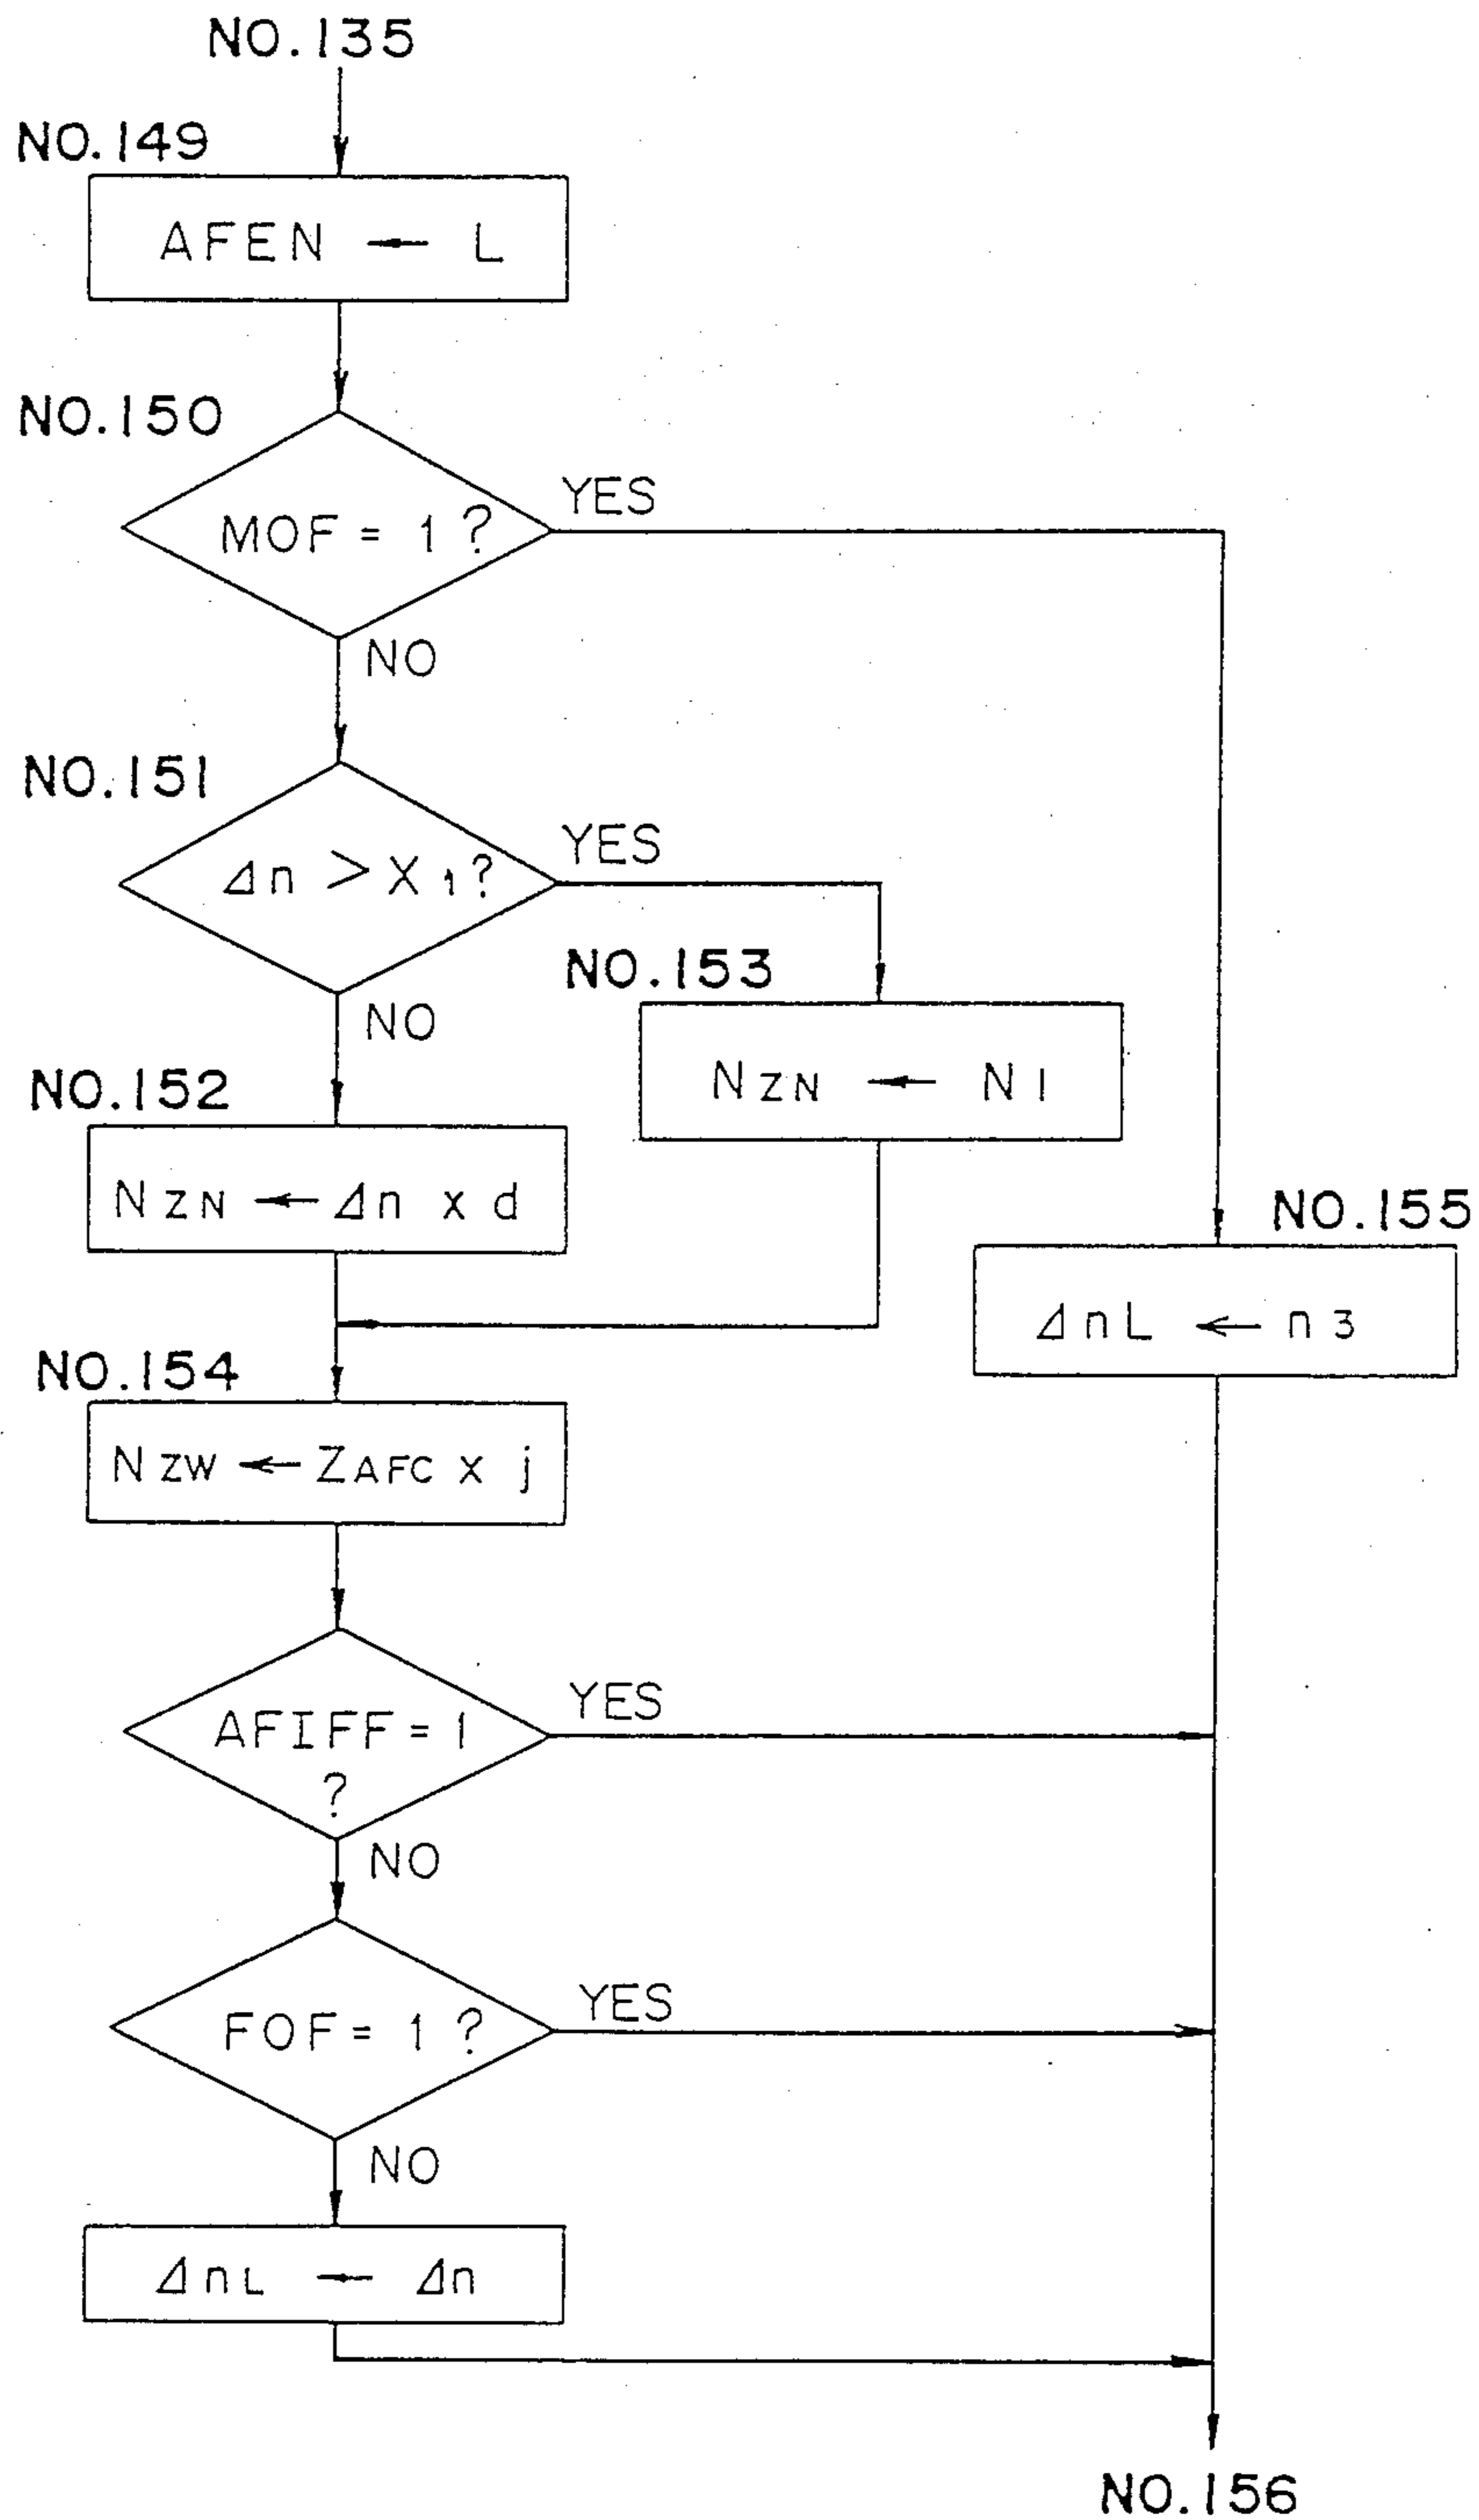 NO.135
NO.149
AFEN ← L
NO.150
MOF = 1 ?
YES
NO
NO.151
Δn > X1?
YES
NO
NO.153
NZN ← N1
NO.152
NZN ← Δn x d
NO.155
ΔnL ← n3
NO.154
NZW ← ZAFC x j
AFIFF = 1
?
YES
NO
FOF = 1 ?
YES
NO
ΔnL ← Δn
NO.156